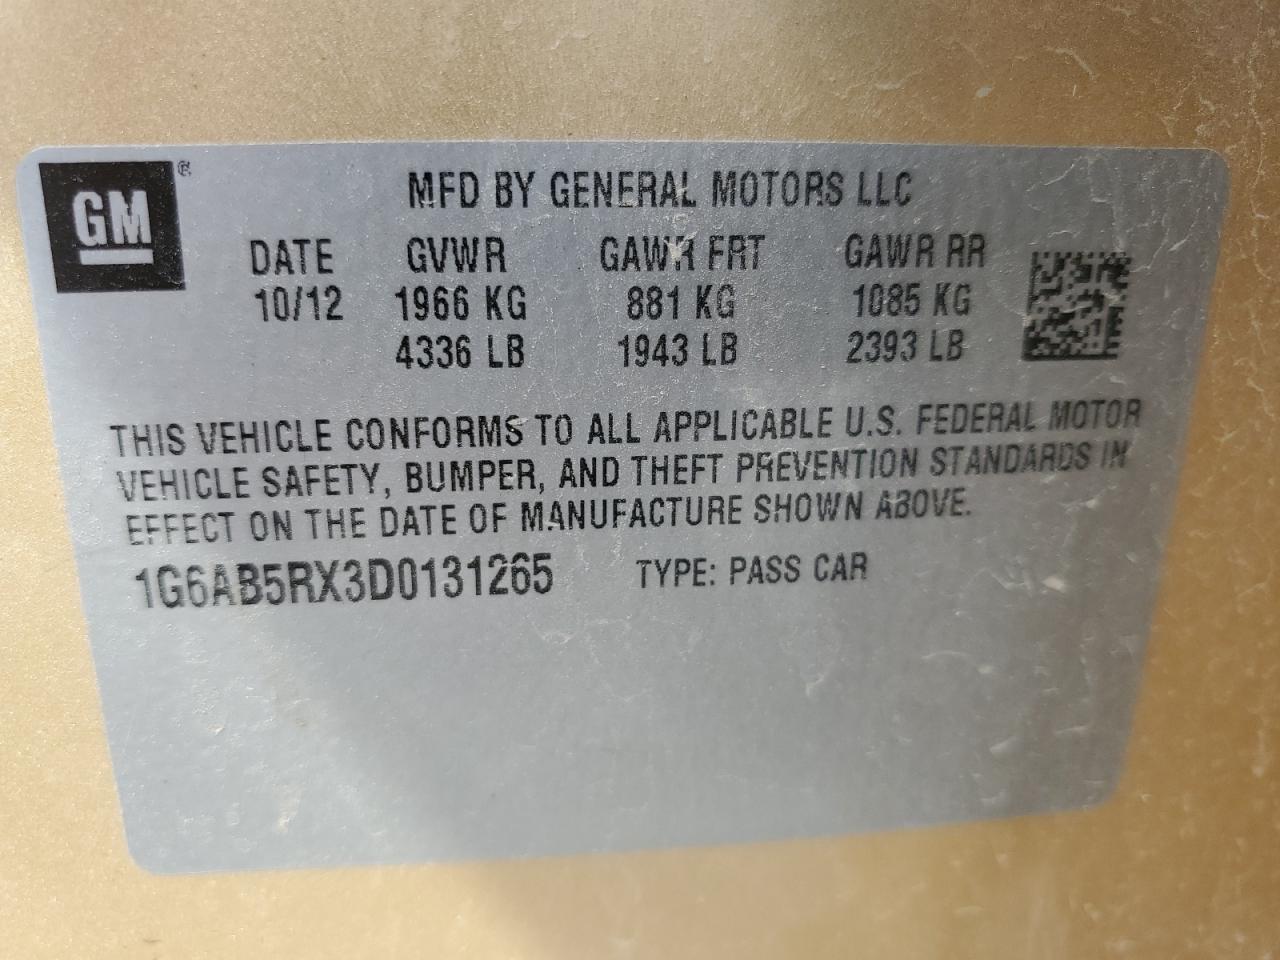 GM ®
MFD BY GENERAL MOTORS LLC
DATE GVWR GAWR FRT GAWR RR
10/12 1966 KG 881 KG 1085 KG
4336 LB 1943 LB 2393 LB
THIS VEHICLE CONFORMS TO ALL APPLICABLE U.S. FEDERAL MOTOR
VEHICLE SAFETY, BUMPER, AND THEFT PREVENTION STANDARDS IN
EFFECT ON THE DATE OF MANUFACTURE SHOWN ABOVE.
1G6AB5RX3D0131265 TYPE: PASS CAR